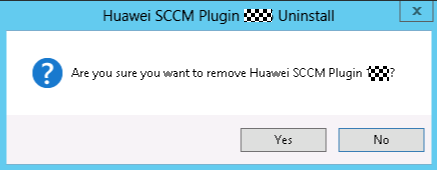 Huawei SCCM Plugin Uninstall
x
Are you sure you want to remove Huawei SCCM Plugin ?
Yes
No